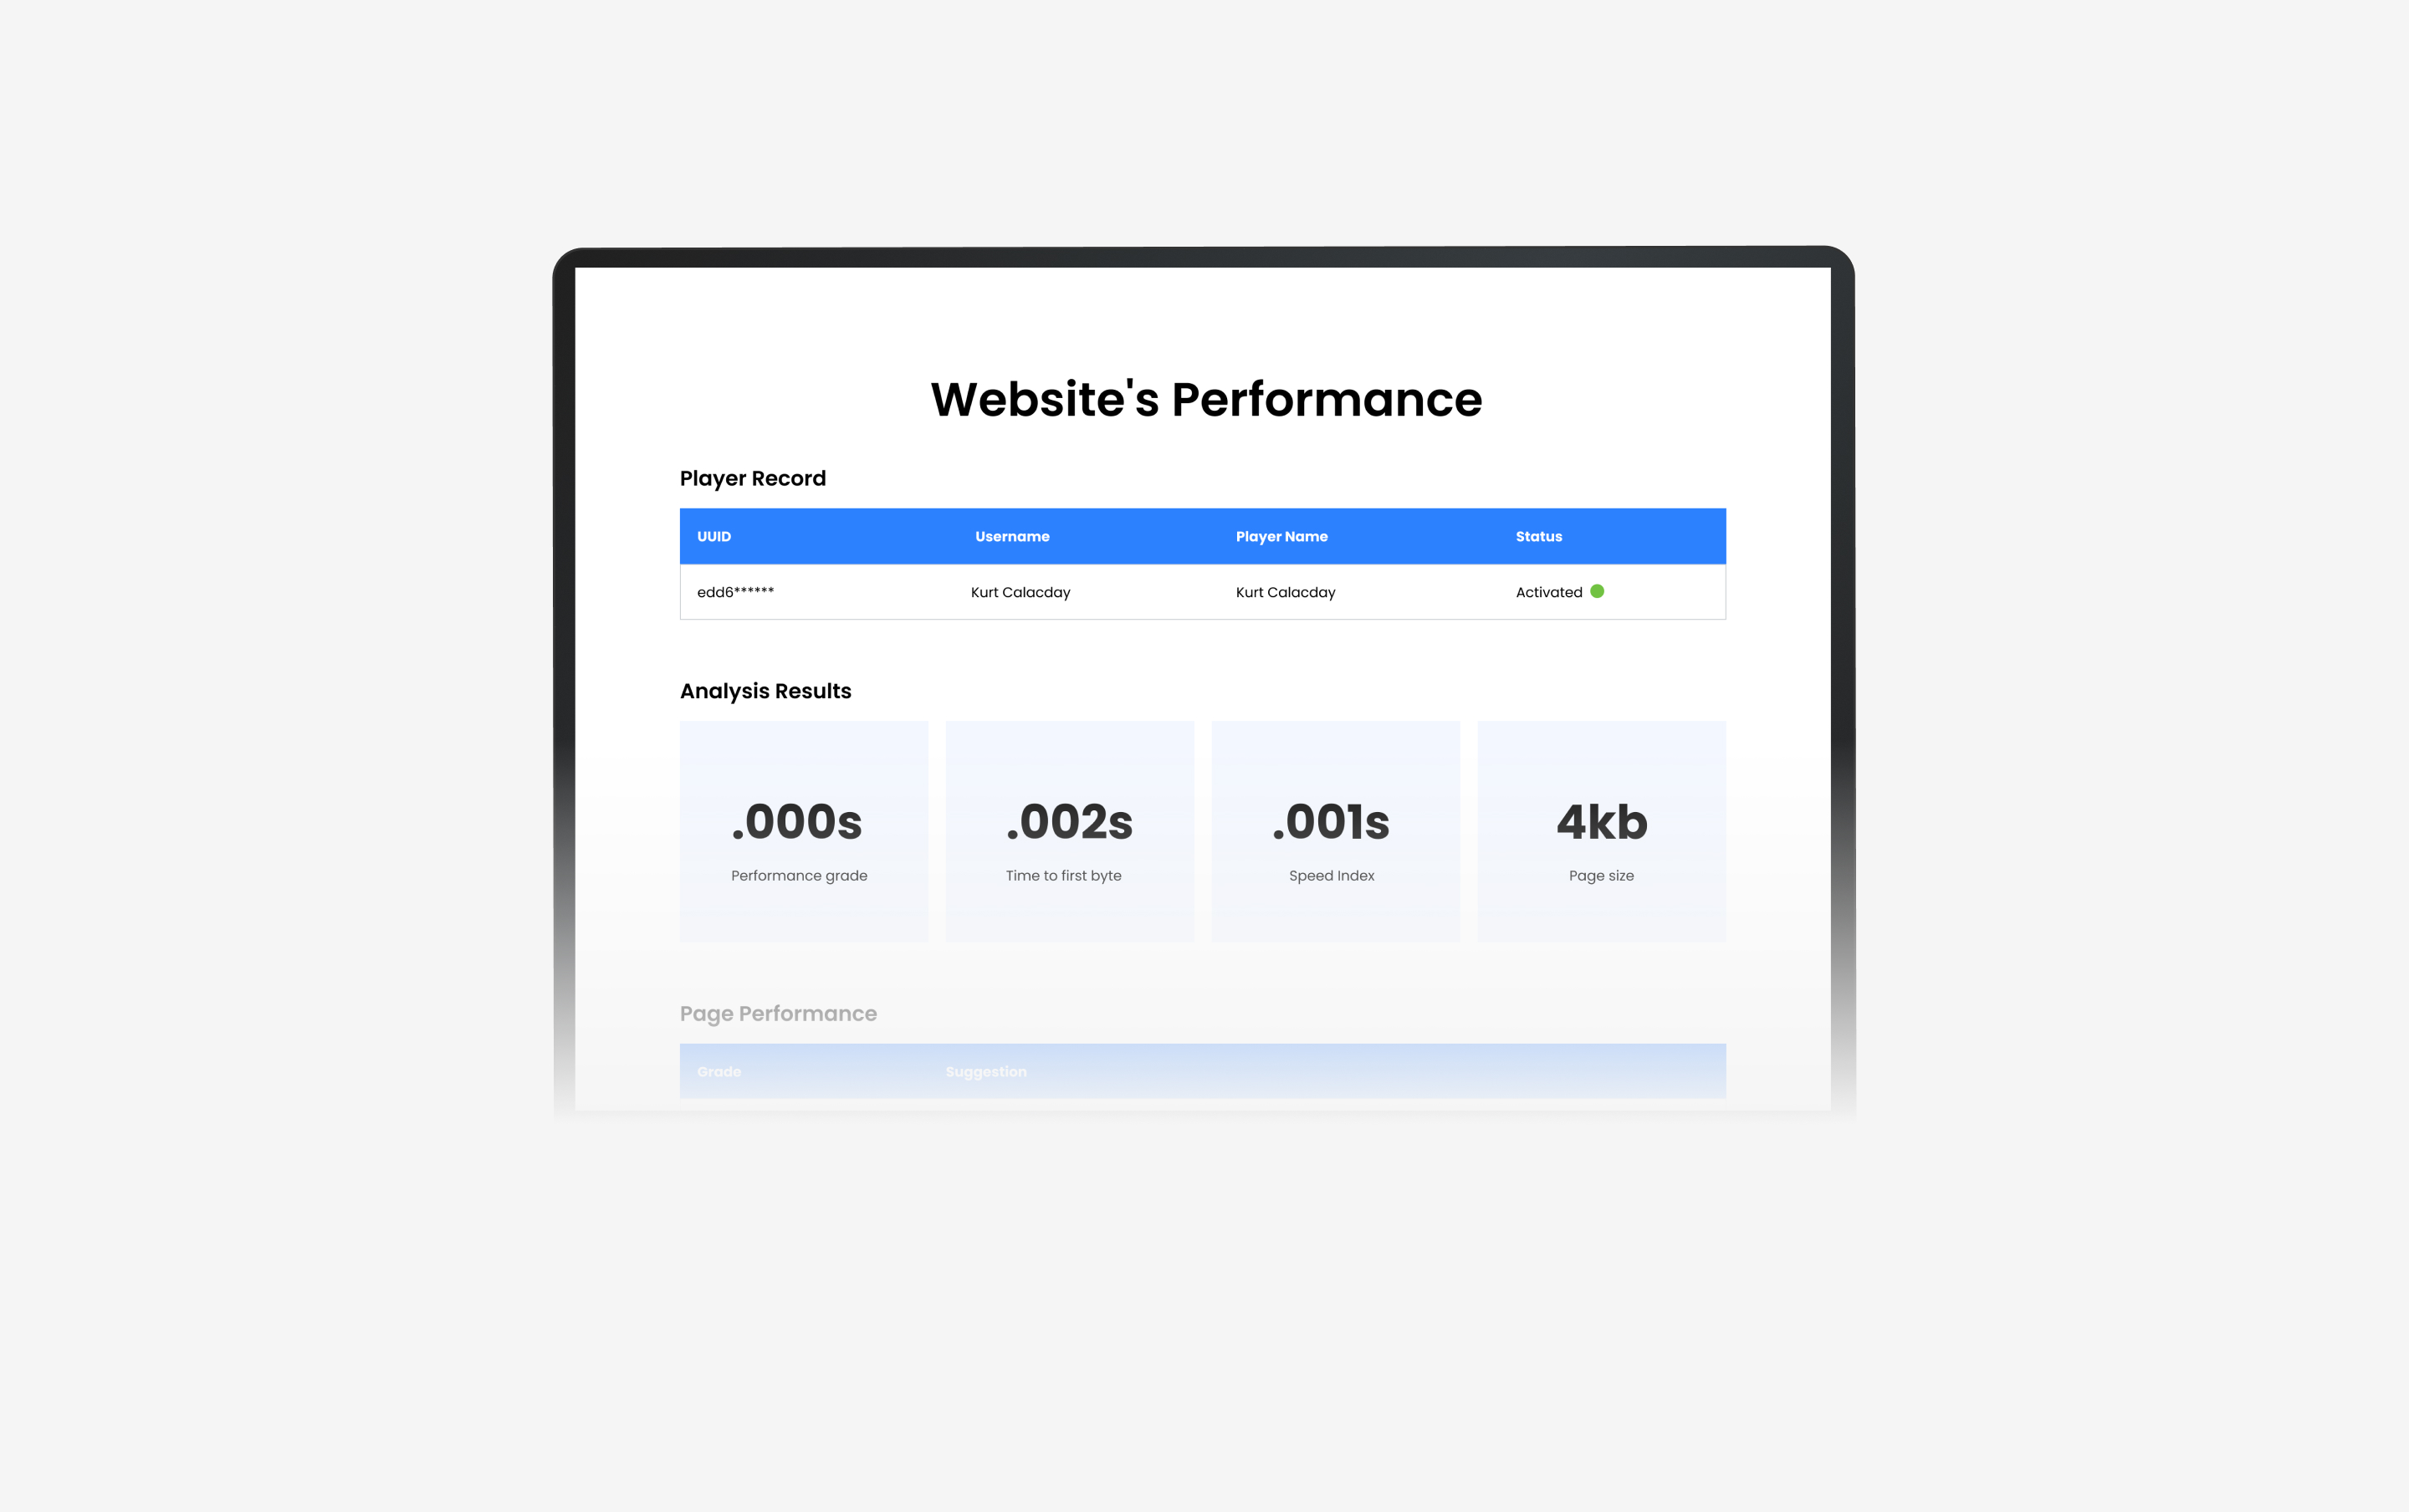 Website's Performance
Player Record
UUID Username Player Name Status
edd6****** Kurt Calacday Kurt Calacday Activated
Analysis Results
.000s .002s .001s 4kb
Performance grade Time to first byte Speed Index Page size
Page Performance
Grade Suggestion